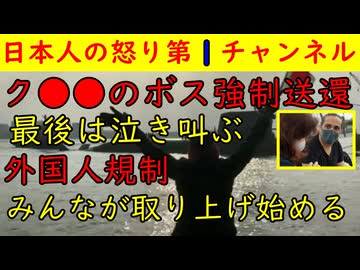 日本人の怒り第1チャンネル
ク●●のボス強制送還
最後は泣き叫ぶ
外国人規制
みんなが取り上げ始める